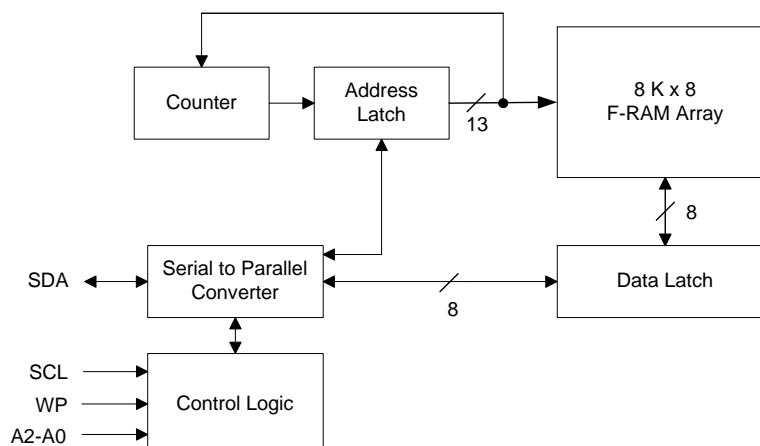 Counter
Address
Latch
13
8 K x 8
F-RAM Array
8
SDA
Serial to Parallel
Converter
8
Data Latch
SCL
WP
A2-A0
Control Logic